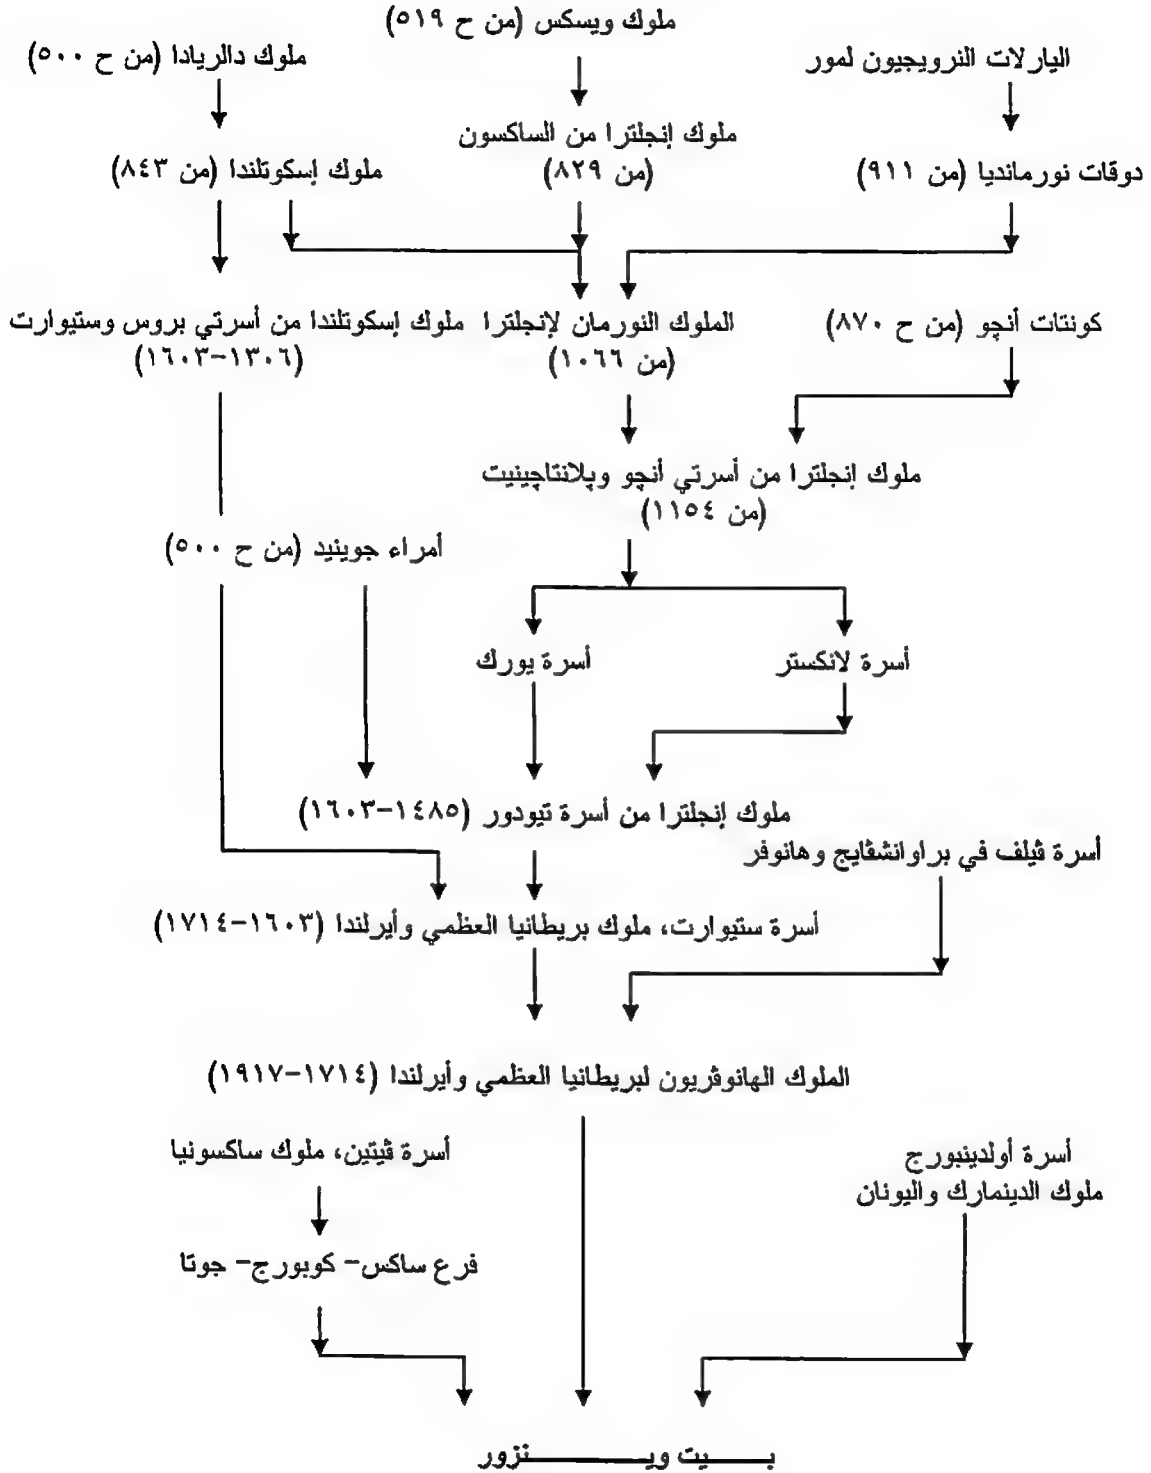 ملوك ويسكس (من ح ٥١٩)
اليارلات النرويجيون لمور
ملوك دالريادا (من ح ٥٠٠)
ملوك إنجلترا من الساكسون
(من ٨٢٩)
دوقات نورمانديا (من ٩١١)
ملوك إسكوتلندا (من ٨٤٣)
كونتات أنچو (من ح ٨٧٠)
الملوك النورمان لإنجلترا
(من ١٠٦٦)
ملوك إسكوتلندا من أسرتي بروس وستيوارت
(١٣٠٦–١٦٠٣)
ملوك إنجلترا من أسرتي أنچو وپلانتاچينيت
(من ١١٥٤)
أمراء جوينيد (من ح ٥٠٠)
أسرة لانكستر
أسرة يورك
ملوك إنجلترا من أسرة تيودور (١٤٨٥–١٦٠٣)
أسرة ڤيلف في براوانشڤايج وهانوفر
أسرة ستيوارت، ملوك بريطانيا العظمي وأيرلندا (١٦٠٣–١٧١٤)
الملوك الهانوڤريون لبريطانيا العظمي وأيرلندا (١٧١٤–١٩١٧)
أسرة أولدينبورج
ملوك الدينمارك واليونان
أسرة ڤيتين، ملوك ساكسونيا
فرع ساكس– كوبورج– جوتا
بـــــيت ويـــــــنزور